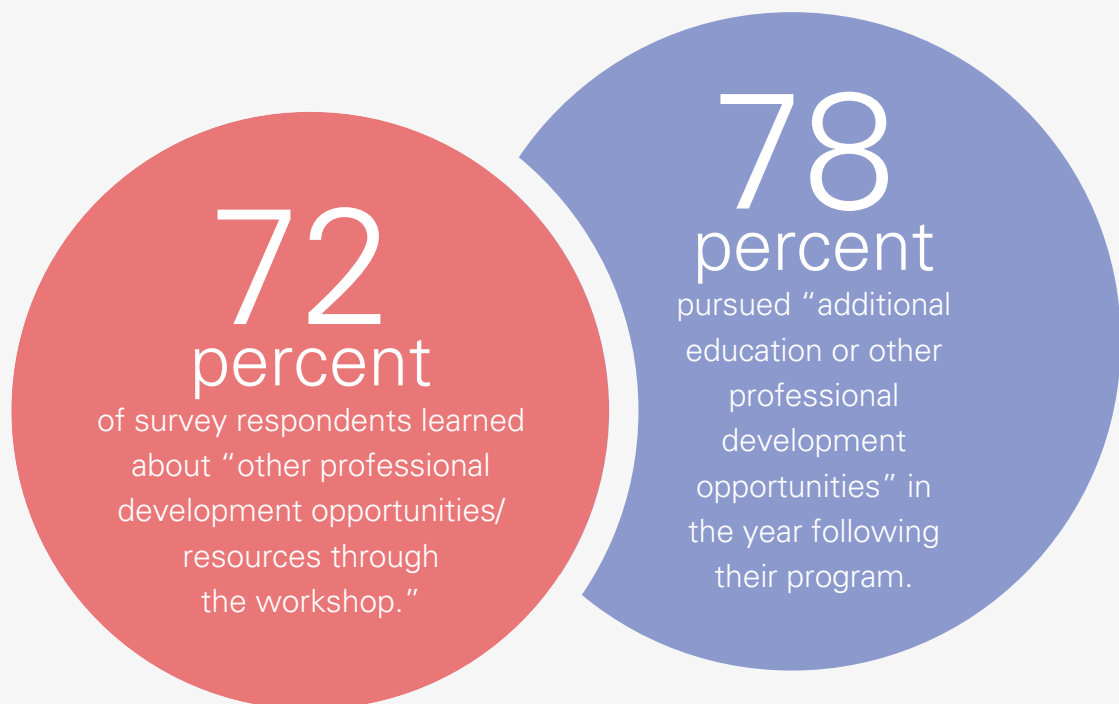 72
percent
of survey respondents learned
about “other professional
development opportunities/
resources through
the workshop.”
78
percent
pursued “additional
education or other
professional
development
opportunities” in
the year following
their program.